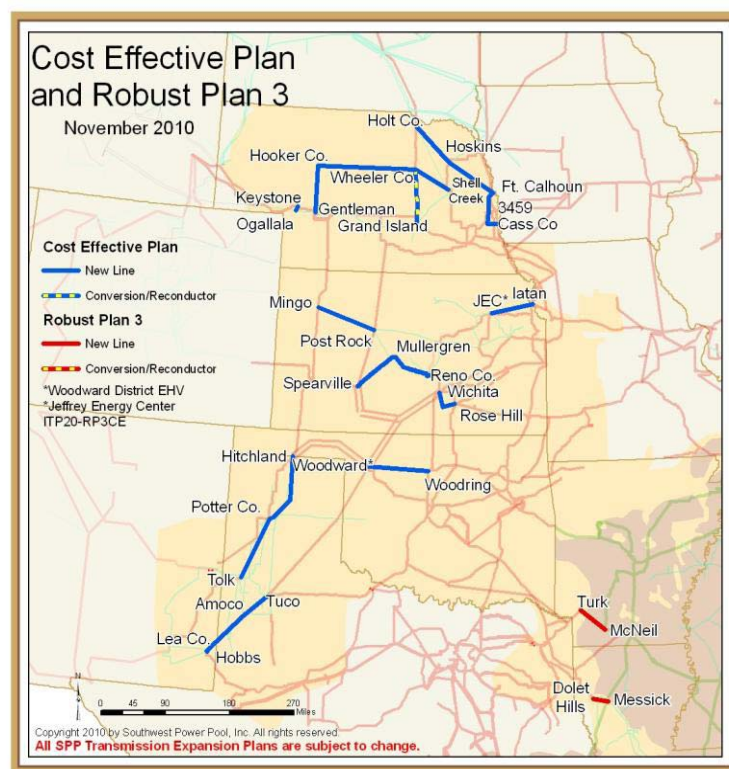 Cost Effective Plan
and Robust Plan 3
November 2010
Holt Co.
Hoskins
Hooker Co.
Wheeler Co
Shell
Creek
Ft. Calhoun
Keystone
Gentleman
3459
Ogallala
Grand Island
Cass Co
Cost Effective Plan
New Line
Conversion/Reconductor
Robust Plan 3
New Line
Conversion/Reconductor
*Woodward District EHV
*Jeffrey Energy Center
ITP20-RP3CE
Mingo
JEC*
Iatan
Post Rock
Mullergren
Spearville
Reno Co.
Wichita
Rose Hill
Hitchland
Woodward*
Woodring
Potter Co.
Tolk
Amoco
Tuco
Lea Co.
Hobbs
Turk
McNeil
Dolet
Hills
Messick
N
0 45 90 180 270
Miles
Copyright 2010 by Southwest Power Pool, Inc. All rights reserved.
All SPP Transmission Expansion Plans are subject to change.